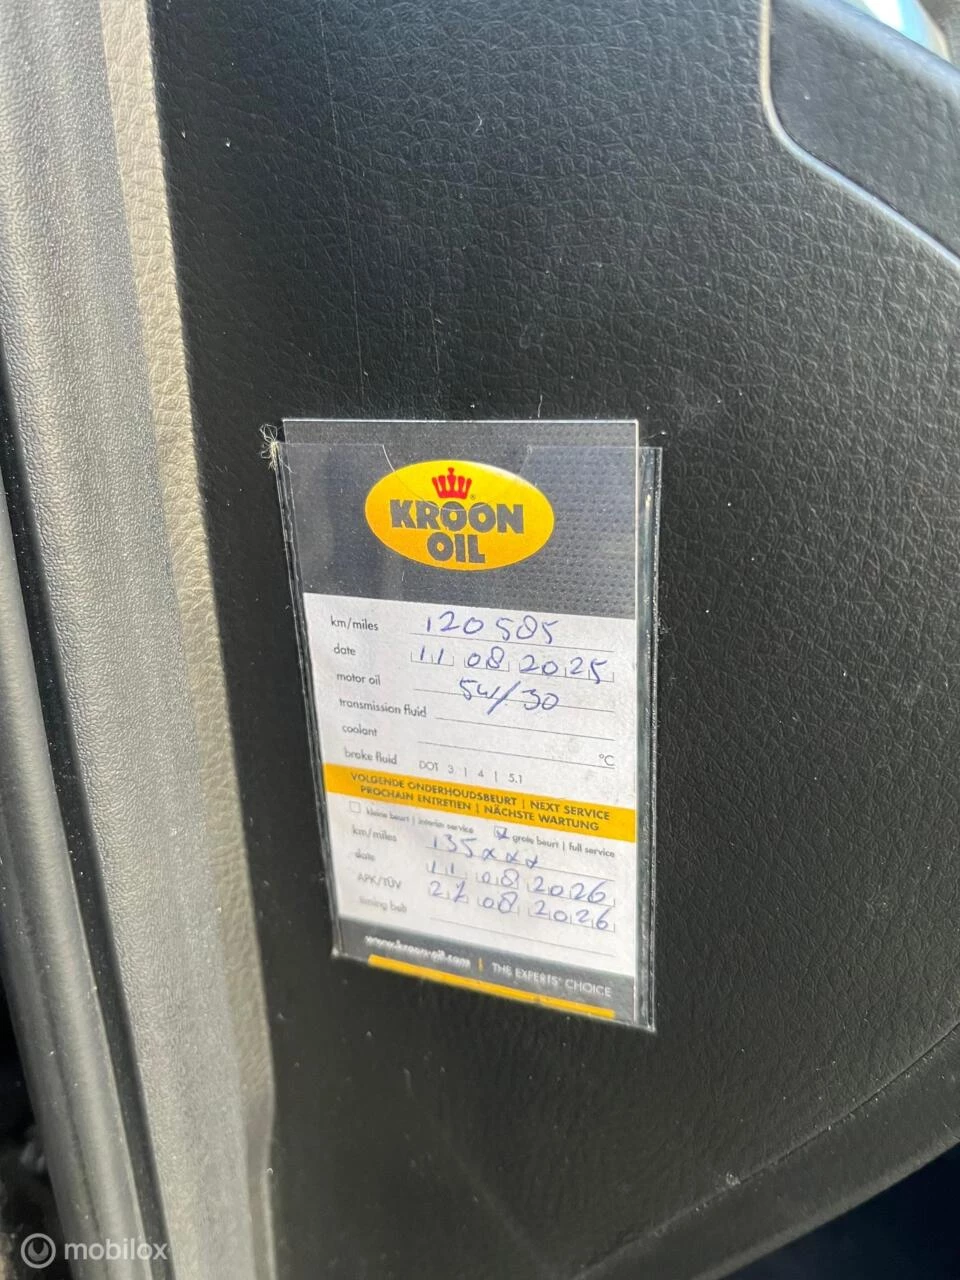 KROON
OIL
km/miles 120585
date 11 08 2025
motor oil 5W/30
transmission fluid
coolant °C
brake fluid DOT 3 | 4 | 5.1
VOLGENDE ONDERHOUDSBEURT | NEXT SERVICE
PROCHAIN ENTRETIEN | NÄCHSTE WARTUNG
kleine beurt | interim service x grote beurt | full service
km/miles 135xxx
date 11 08 2026
APK/TÜV 08 2026
timing belt
www.kroon-oil.com | THE EXPERTS' CHOICE
mobilox